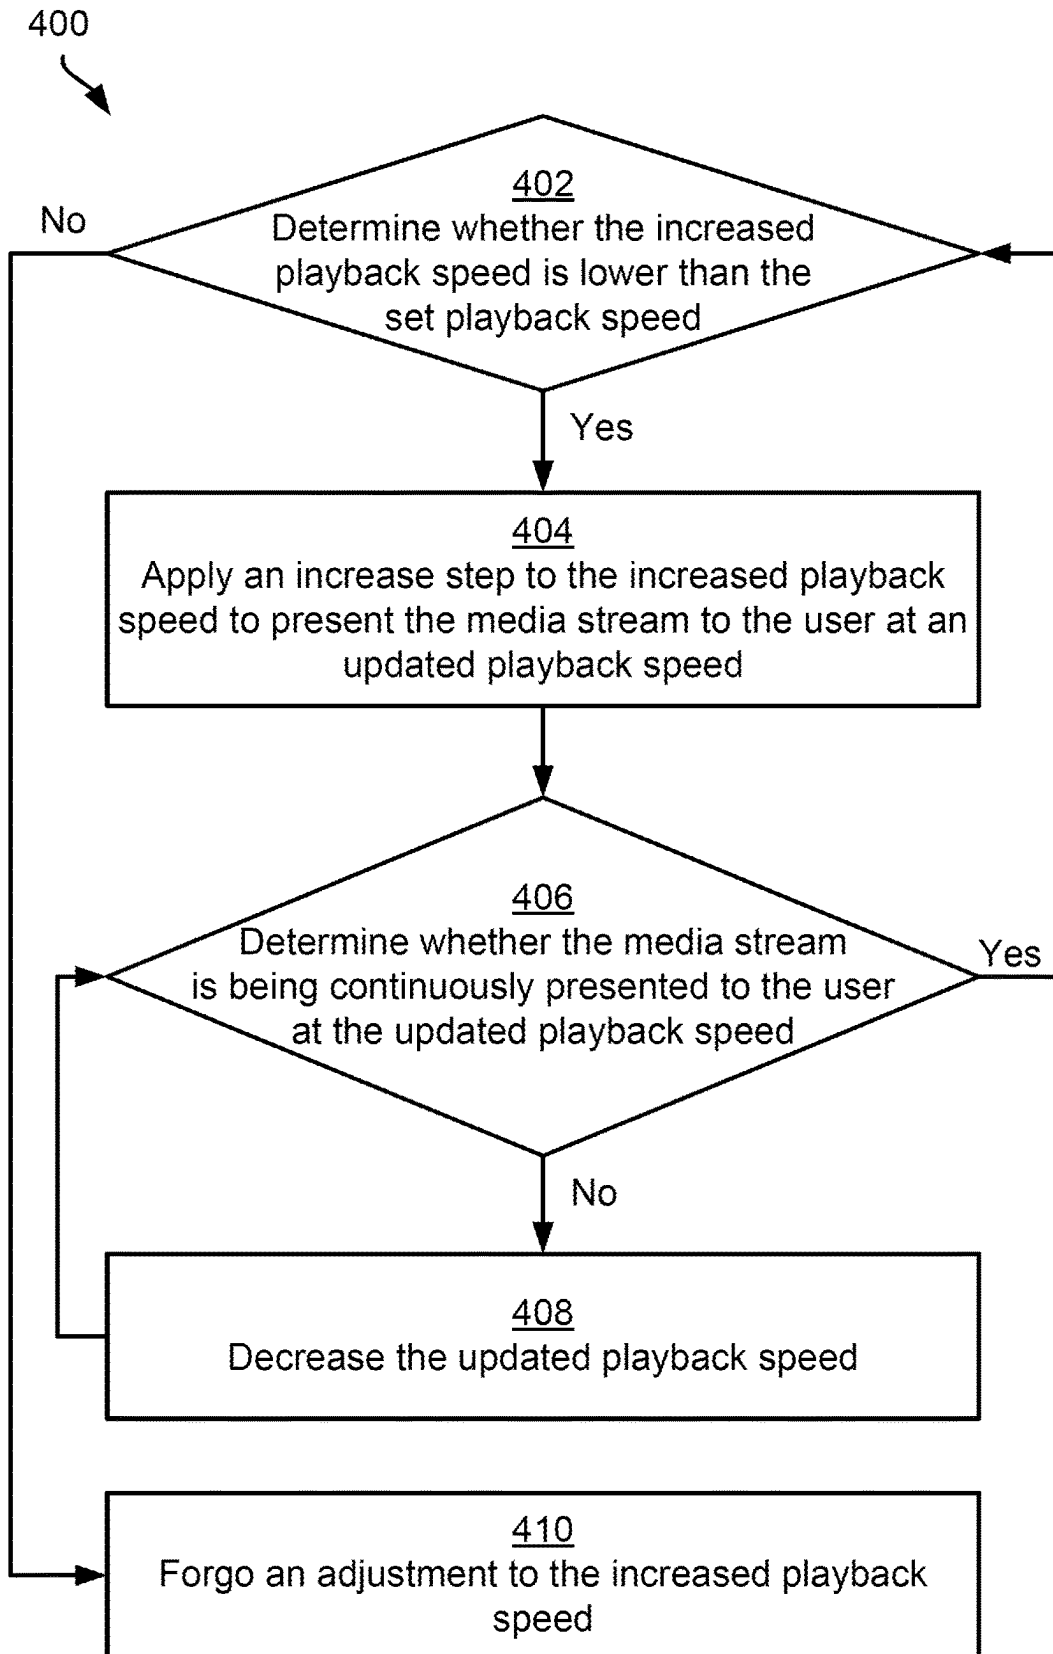 400
402
No
Determine whether the increased
playback speed is lower than the
set playback speed
Yes
404
Apply an increase step to the increased playback
speed to present the media stream to the user at an
updated playback speed
406
Determine whether the media stream
Yes
is being continuously presented to the user
at the updated playback speed
No
408
Decrease the updated playback speed
410
Forgo an adjustment to the increased playback
speed